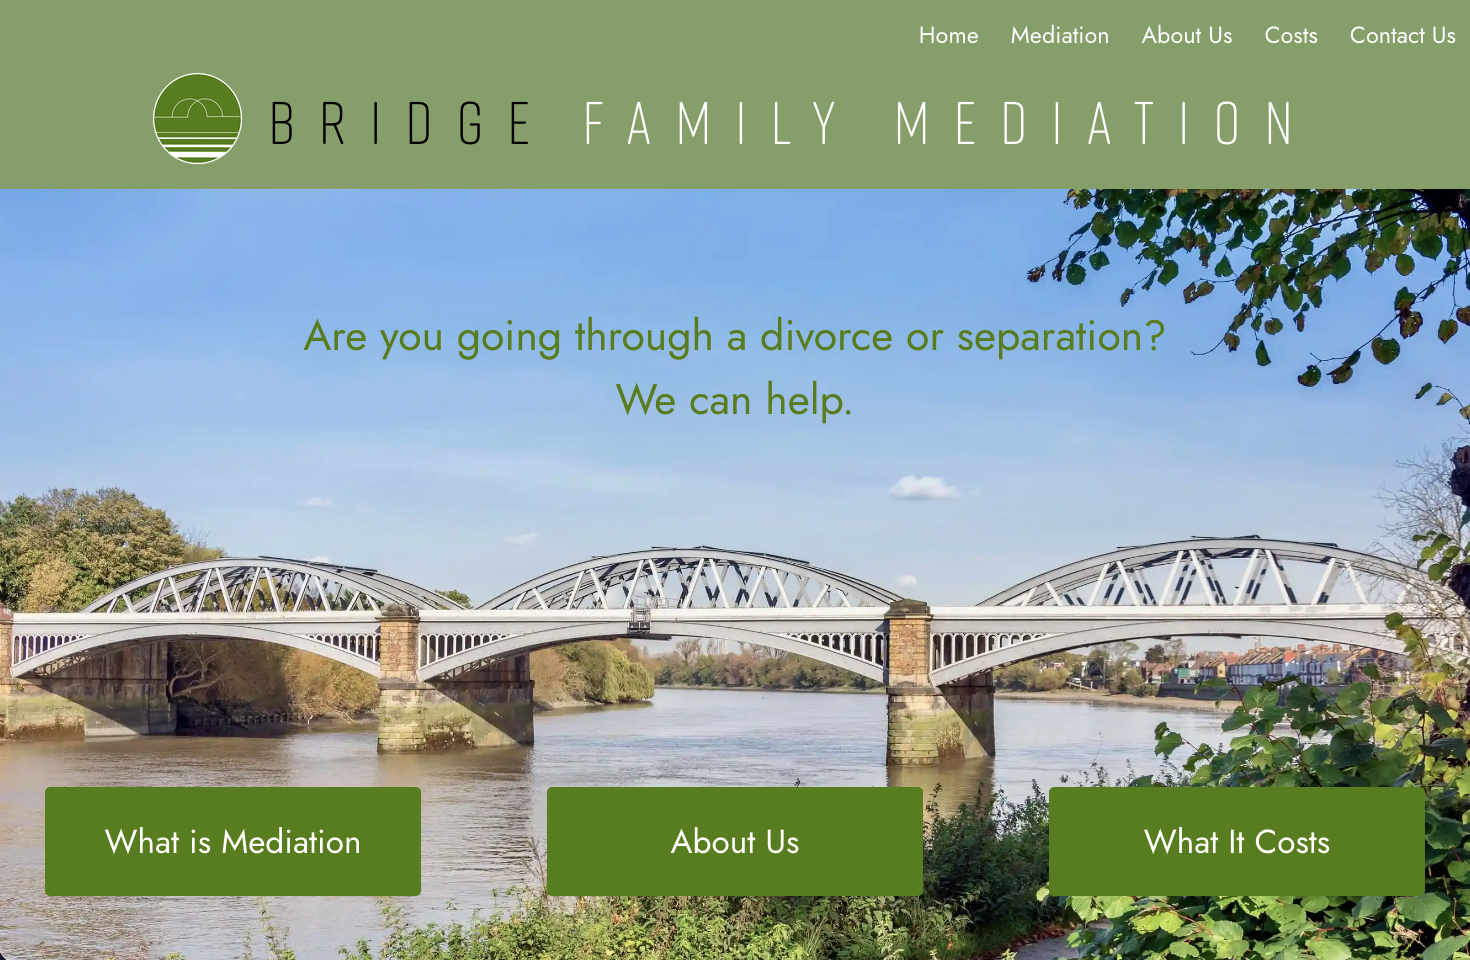 Home Mediation About Us Costs Contact Us
BRIDGE FAMILY MEDIATION
Are you going through a divorce or separation?
We can help.
What is Mediation
About Us
What It Costs